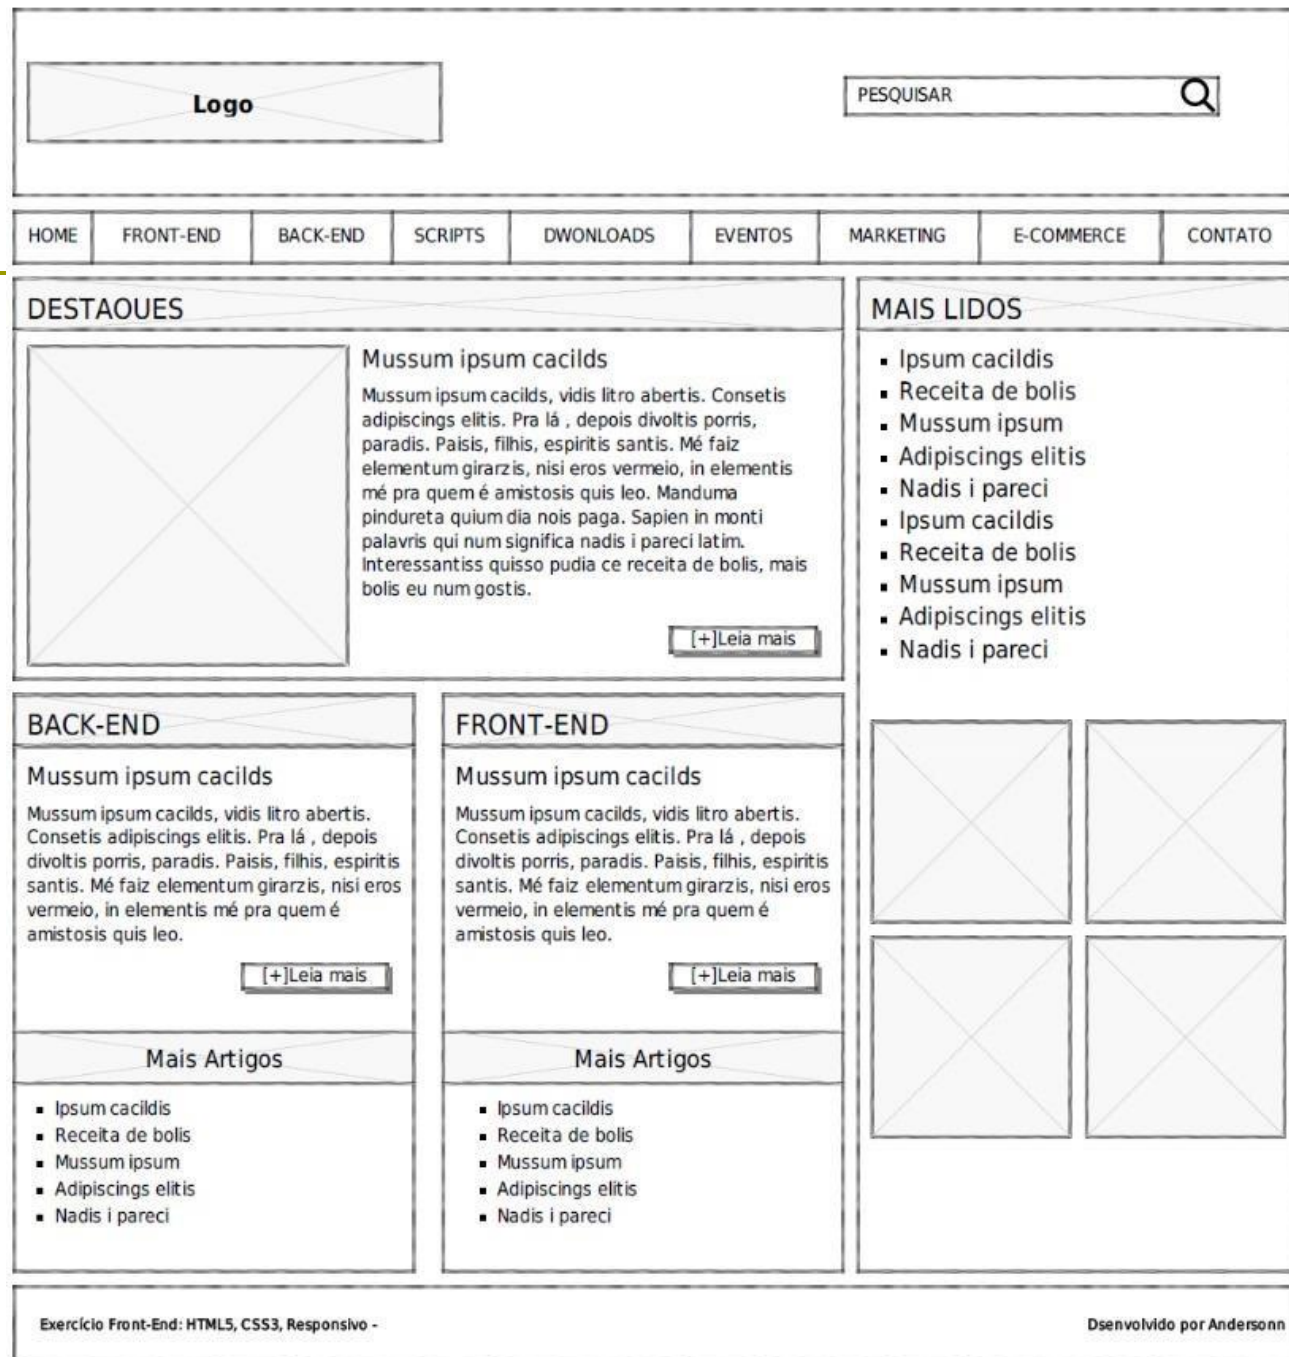 Logo
PESQUISAR
HOME FRONT-END BACK-END SCRIPTS DWONLOADS EVENTOS MARKETING E-COMMERCE CONTATO
DESTAQUES
Mussum ipsum cacilds
Mussum ipsum cacilds, vidis litro abertis. Consetis
adipiscings elitis. Pra lá , depois divoltis porris,
paradis. Paisis, filhis, espiritis santis. Mé faiz
elementum girarzis, nisi eros vermeio, in elementis
mé pra quem é amistosis quis leo. Manduma
pindureta quium dia nois paga. Sapien in monti
palavris qui num significa nadis i pareci latim.
Interessantiss quisso pudia ce receita de bolis, mais
bolis eu num gostis.
[+]Leia mais
MAIS LIDOS
Ipsum cacildis
Receita de bolis
Mussum ipsum
Adipiscings elitis
Nadis i pareci
Ipsum cacildis
Receita de bolis
Mussum ipsum
Adipiscings elitis
Nadis i pareci
BACK-END
Mussum ipsum cacilds
Mussum ipsum cacilds, vidis litro abertis.
Consetis adipiscings elitis. Pra lá , depois
divoltis porris, paradis. Paisis, filhis, espiritis
santis. Mé faiz elementum girarzis, nisi eros
vermeio, in elementis mé pra quem é
amistosis quis leo.
[+]Leia mais
Mais Artigos
Ipsum cacildis
Receita de bolis
Mussum ipsum
Adipiscings elitis
Nadis i pareci
FRONT-END
Mussum ipsum cacilds
Mussum ipsum cacilds, vidis litro abertis.
Consetis adipiscings elitis. Pra lá , depois
divoltis porris, paradis. Paisis, filhis, espiritis
santis. Mé faiz elementum girarzis, nisi eros
vermeio, in elementis mé pra quem é
amistosis quis leo.
[+]Leia mais
Mais Artigos
Ipsum cacildis
Receita de bolis
Mussum ipsum
Adipiscings elitis
Nadis i pareci
Exercício Front-End: HTML5, CSS3, Responsivo -
Dsenvolvido por Andersonn